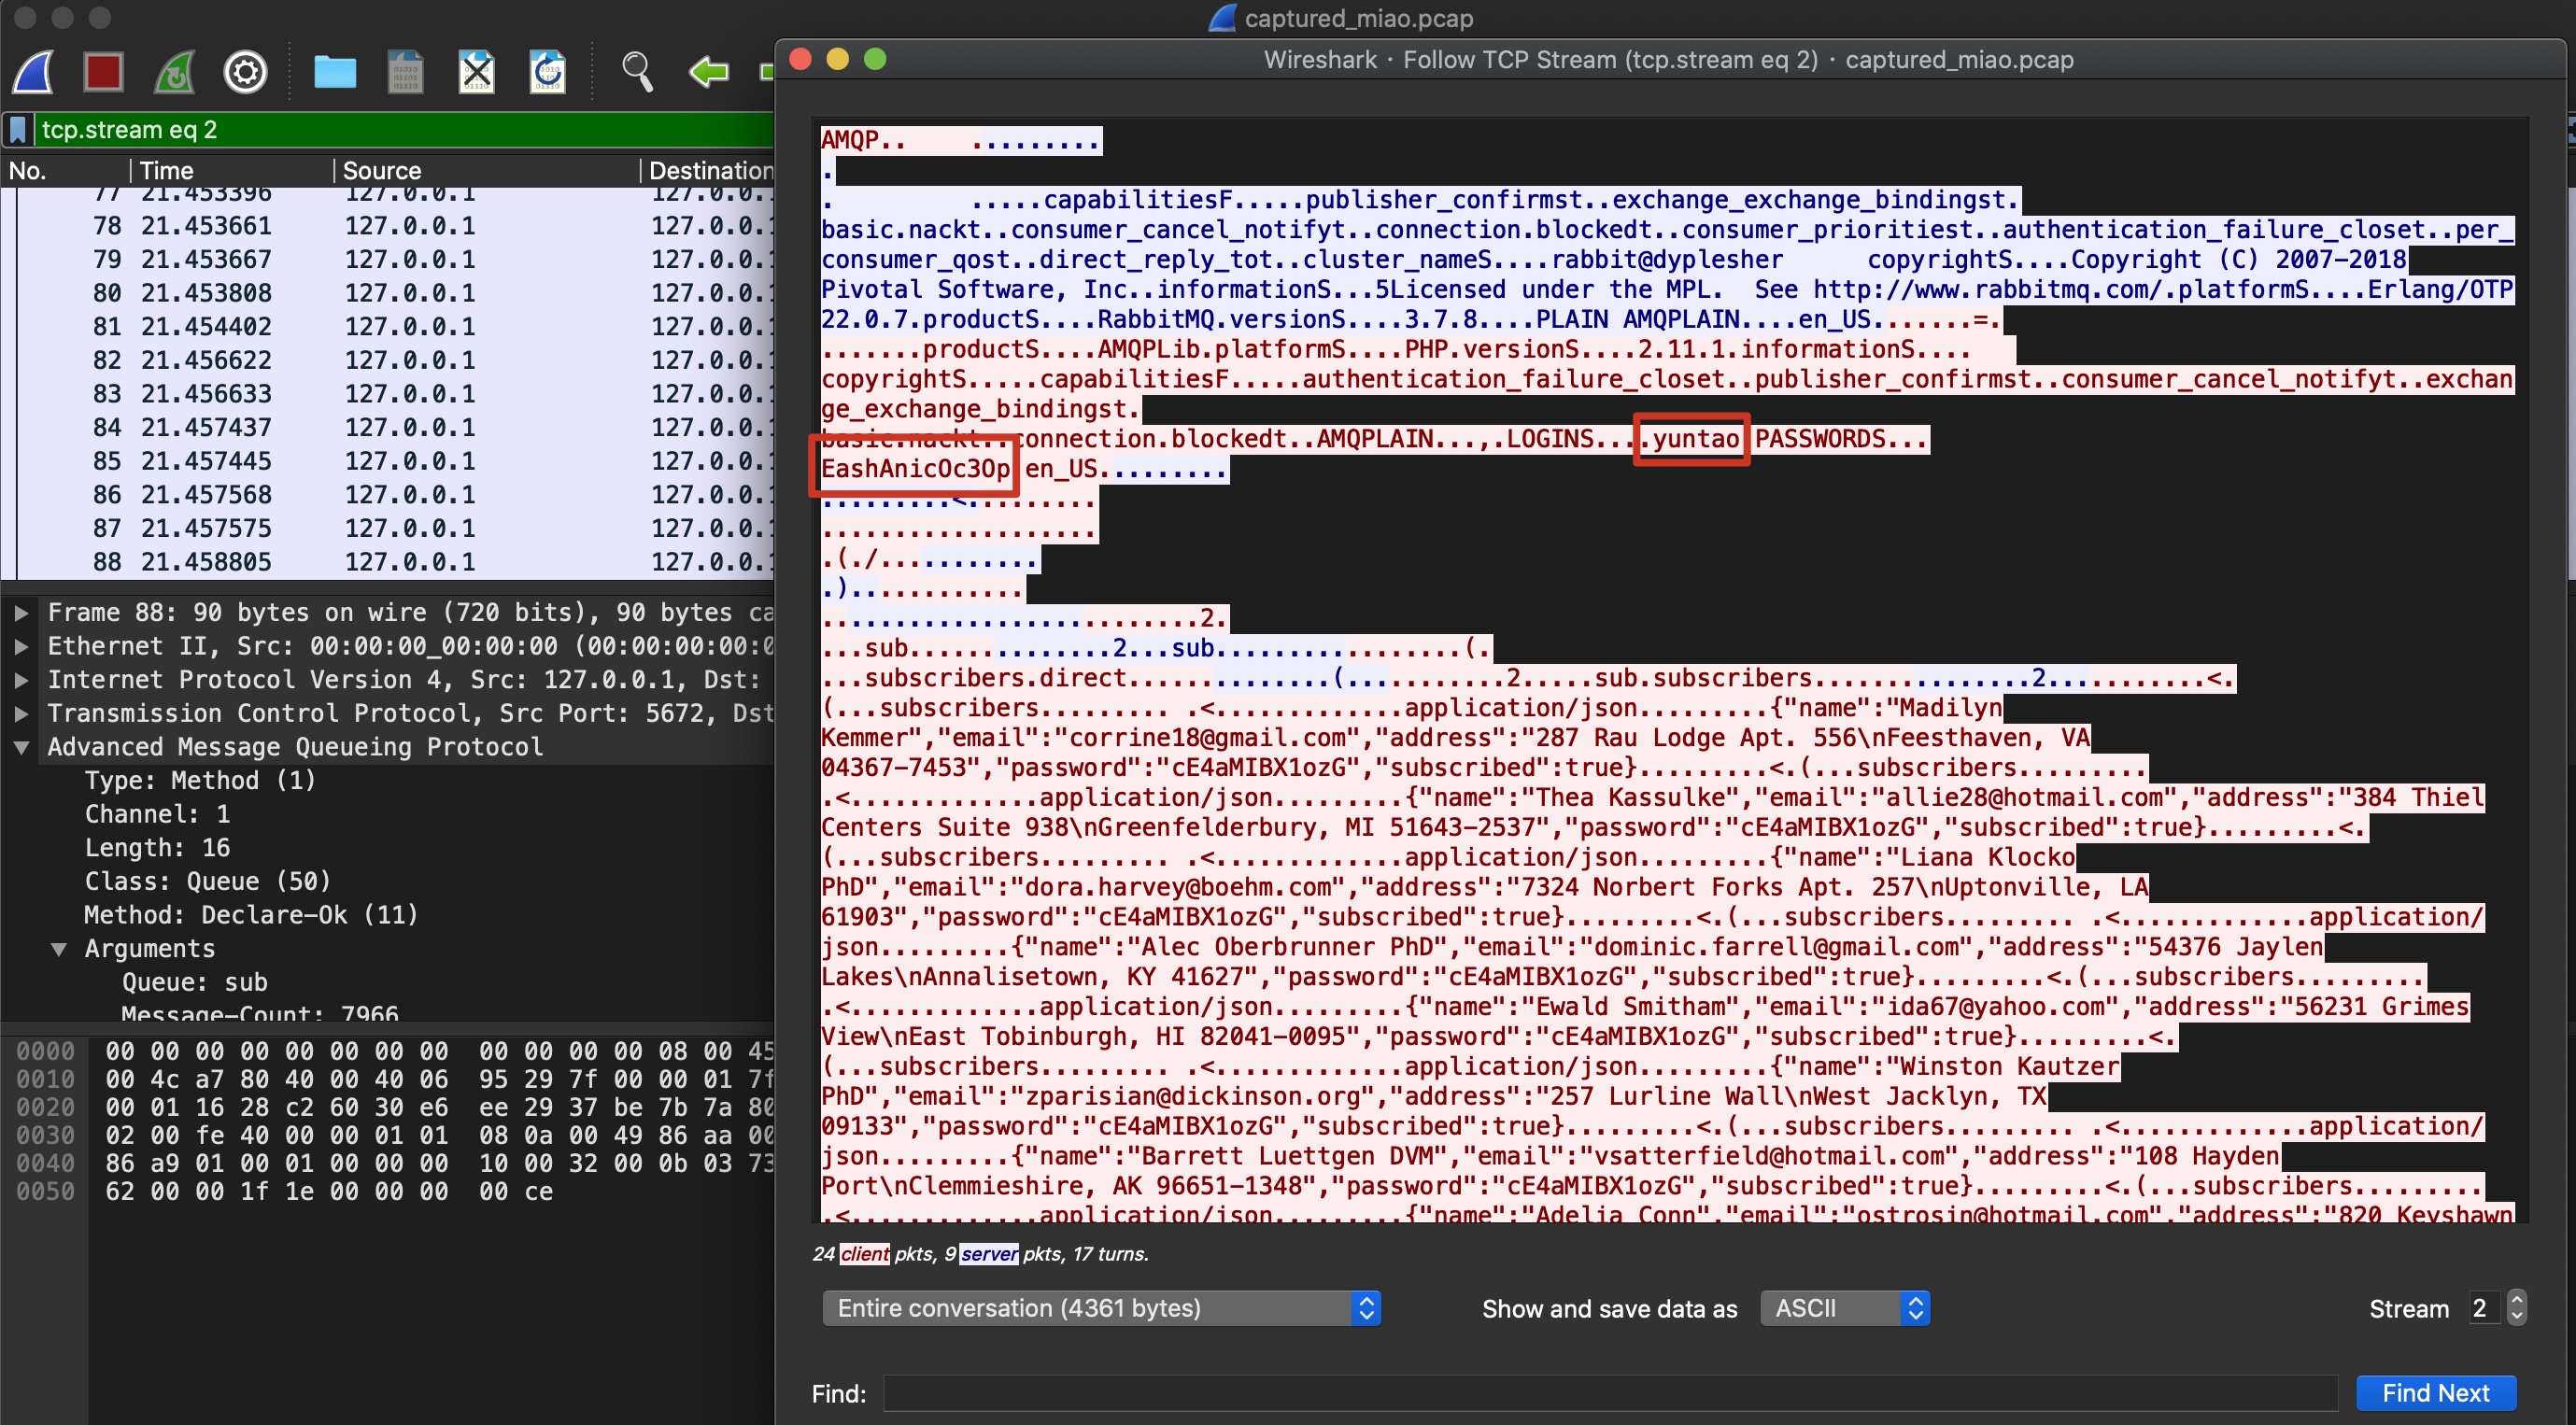 captured_miao.pcap
Wireshark · Follow TCP Stream (tcp.stream eq 2) · captured_miao.pcap
tcp.stream eq 2
No. Time Source Destination
77 21.453396 127.0.0.1 127.0.0.1
78 21.453661 127.0.0.1 127.0.0.1
79 21.453667 127.0.0.1 127.0.0.1
80 21.453808 127.0.0.1 127.0.0.1
81 21.454402 127.0.0.1 127.0.0.1
82 21.456622 127.0.0.1 127.0.0.1
83 21.456633 127.0.0.1 127.0.0.1
84 21.457437 127.0.0.1 127.0.0.1
85 21.457445 127.0.0.1 127.0.0.1
86 21.457568 127.0.0.1 127.0.0.1
87 21.457575 127.0.0.1 127.0.0.1
88 21.458805 127.0.0.1 127.0.0.1
Frame 88: 90 bytes on wire (720 bits), 90 bytes ca
Ethernet II, Src: 00:00:00_00:00:00 (00:00:00:00:0
Internet Protocol Version 4, Src: 127.0.0.1, Dst:
Transmission Control Protocol, Src Port: 5672, Dst
Advanced Message Queueing Protocol
Type: Method (1)
Channel: 1
Length: 16
Class: Queue (50)
Method: Declare-Ok (11)
Arguments
Queue: sub
Message-Count: 7966
0000 00 00 00 00 00 00 00 00 00 00 00 00 08 00 45
0010 00 4c a7 80 40 00 40 06 95 29 7f 00 00 01 7f
0020 00 01 16 28 c2 60 30 e6 ee 29 37 be 7b 7a 80
0030 02 00 fe 40 00 00 01 01 08 0a 00 49 86 aa 00
0040 86 a9 01 00 01 00 00 00 10 00 32 00 0b 03 73
0050 62 00 00 1f 1e 00 00 00 00 ce
AMQP.. .........
.
. .....capabilitiesF.....publisher_confirmst..exchange_exchange_bindingst.
basic.nackt..consumer_cancel_notifyt..connection.blockedt..consumer_prioritiest..authentication_failure_closet..per_
consumer_qost..direct_reply_tot..cluster_nameS....rabbit@dyplesher copyrightS....Copyright (C) 2007-2018
Pivotal Software, Inc..informationS...5Licensed under the MPL. See http://www.rabbitmq.com/.platformS....Erlang/OTP
22.0.7.productS....RabbitMQ.versionS....3.7.8....PLAIN AMQPLAIN....en_US.......=.
.......productS....AMQPLib.platformS....PHP.versionS....2.11.1.informationS....
copyrightS.....capabilitiesF.....authentication_failure_closet..publisher_confirmst..consumer_cancel_notifyt..exchan
ge_exchange_bindingst.
basic.nackt..connection.blockedt..AMQPLAIN...,.LOGINS....yuntao PASSWORDS...
EashAnicOc3Op en_US.........
.........<.........
...................
.(./...........
.)............
..........................2.
...sub..............2...sub.................(.
...subscribers.direct..............(...........2.....sub.subscribers...............2...........<.
(...subscribers......... .<.............application/json.........{"name":"Madilyn
Kemmer","email":"corrine18@gmail.com","address":"287 Rau Lodge Apt. 556\nFeesthaven, VA
04367-7453","password":"cE4aMIBX1ozG","subscribed":true}.........<.(...subscribers.........
.<.............application/json.........{"name":"Thea Kassulke","email":"allie28@hotmail.com","address":"384 Thiel
Centers Suite 938\nGreenfelderbury, MI 51643-2537","password":"cE4aMIBX1ozG","subscribed":true}.........<.
(...subscribers......... .<.............application/json.........{"name":"Liana Klocko
PhD","email":"dora.harvey@boehm.com","address":"7324 Norbert Forks Apt. 257\nUptonville, LA
61903","password":"cE4aMIBX1ozG","subscribed":true}.........<.(...subscribers......... .<.............application/
json.........{"name":"Alec Oberbrunner PhD","email":"dominic.farrell@gmail.com","address":"54376 Jaylen
Lakes\nAnnalisetown, KY 41627","password":"cE4aMIBX1ozG","subscribed":true}.........<.(...subscribers.........
.<.............application/json.........{"name":"Ewald Smitham","email":"ida67@yahoo.com","address":"56231 Grimes
View\nEast Tobinburgh, HI 82041-0095","password":"cE4aMIBX1ozG","subscribed":true}.........<.
(...subscribers......... .<.............application/json.........{"name":"Winston Kautzer
PhD","email":"zparisian@dickinson.org","address":"257 Lurline Wall\nWest Jacklyn, TX
09133","password":"cE4aMIBX1ozG","subscribed":true}.........<.(...subscribers......... .<.............application/
json.........{"name":"Barrett Luettgen DVM","email":"vsatterfield@hotmail.com","address":"108 Hayden
Port\nClemmieshire, AK 96651-1348","password":"cE4aMIBX1ozG","subscribed":true}.........<.(...subscribers.........
.<.............application/json.........{"name":"Adelia Conn","email":"ostrosin@hotmail.com","address":"820 Keyshawn
24 client pkts, 9 server pkts, 17 turns.
Entire conversation (4361 bytes) Show and save data as ASCII Stream 2
Find: Find Next